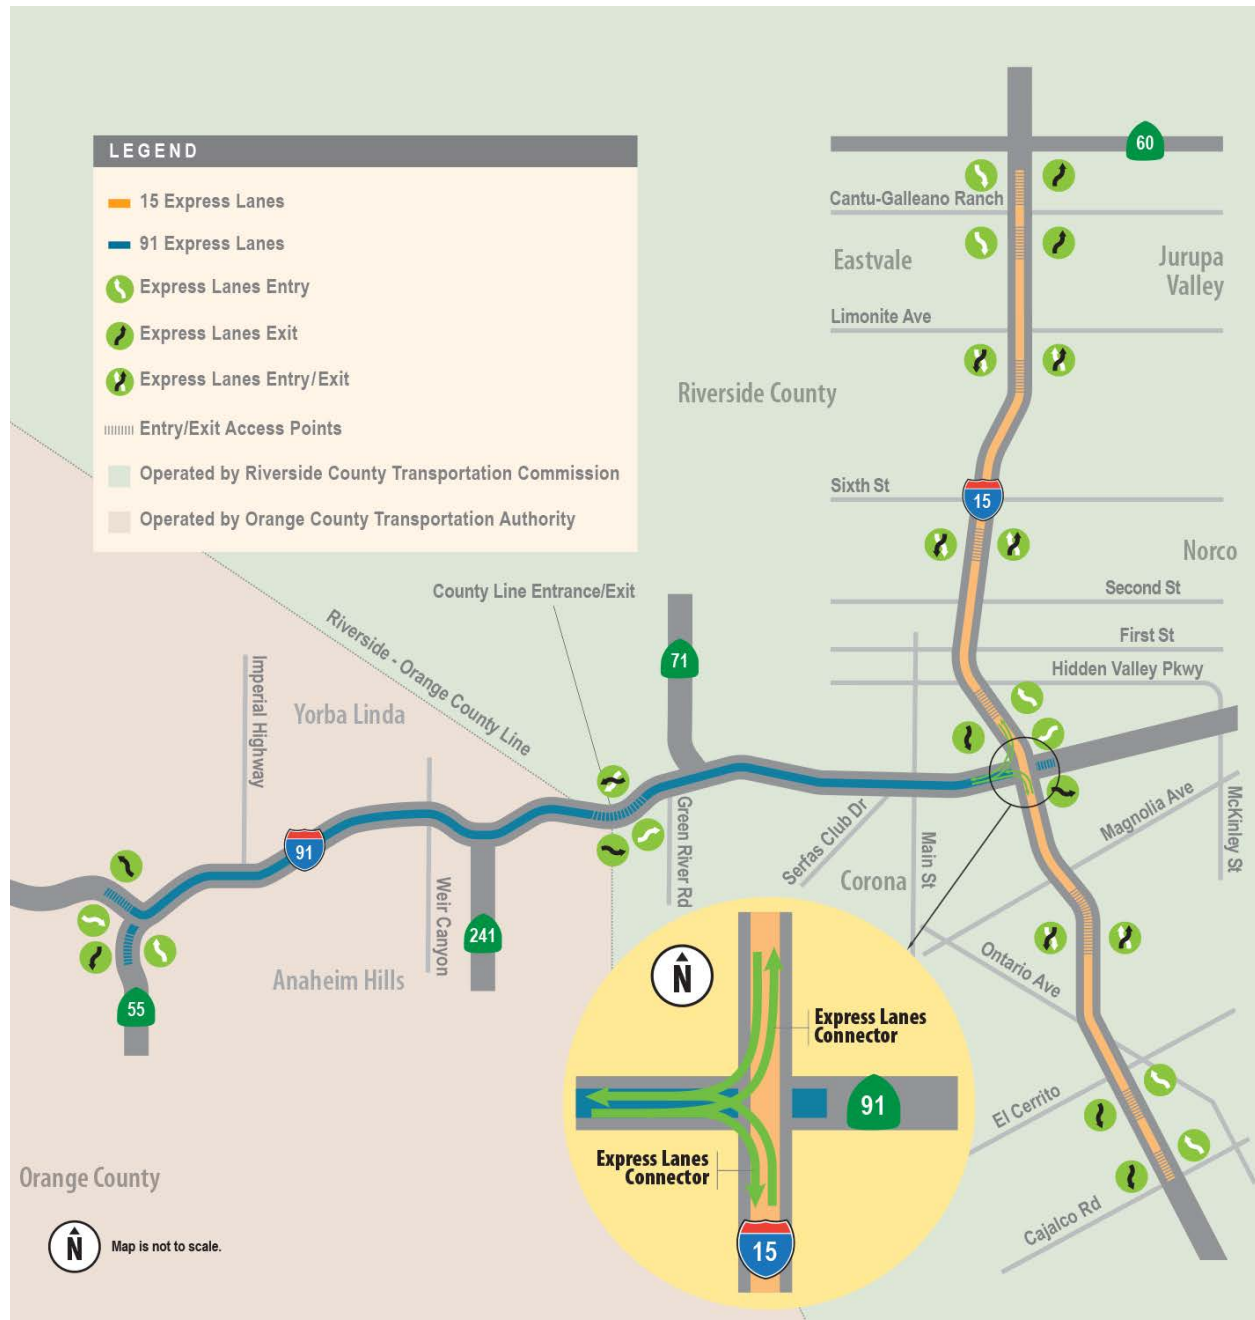 LEGEND
15 Express Lanes
91 Express Lanes
Express Lanes Entry
Express Lanes Exit
Express Lanes Entry/Exit
Entry/Exit Access Points
Operated by Riverside County Transportation Commission
Operated by Orange County Transportation Authority
60
Cantu-Galleano Ranch
Eastvale
Jurupa
Valley
Limonite Ave
Riverside County
Sixth St
15
Norco
Second St
County Line Entrance/Exit
First St
Hidden Valley Pkwy
71
Riverside - Orange County Line
Imperial Highway
Yorba Linda
91
Weir Canyon
241
Green River Rd
Serfas Club Dr
Main St
Corona
Magnolia Ave
McKinley St
Anaheim Hills
55
Ontario Ave
N
Express Lanes
Connector
91
Express Lanes
Connector
15
El Cerrito
Cajalco Rd
Orange County
N
Map is not to scale.